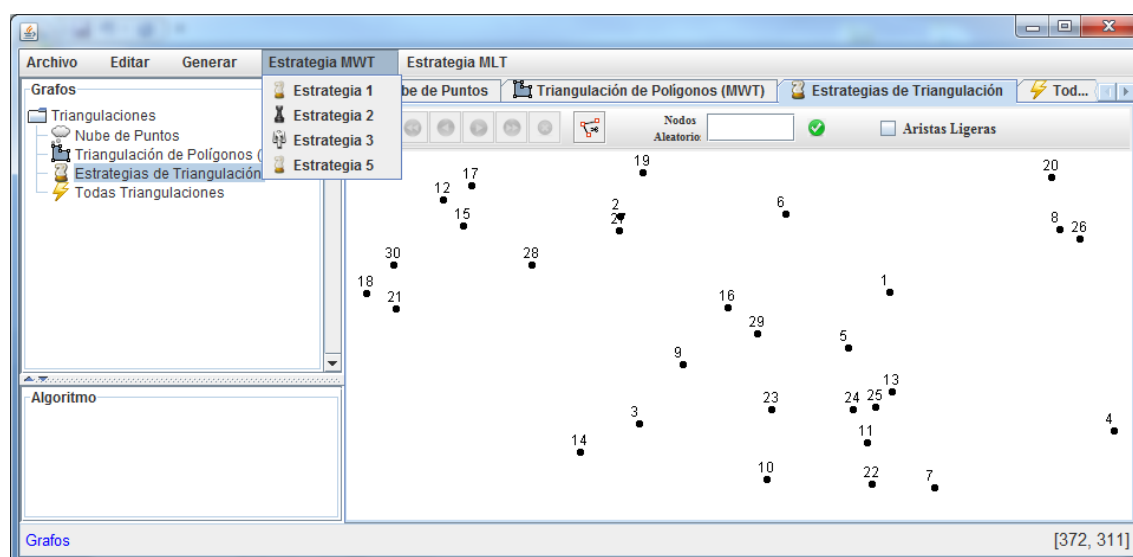 Archivo Editar Generar Estrategia MWT Estrategia MLT
Grafos
Triangulaciones
Nube de Puntos
Triangulación de Polígonos (
Estrategias de Triangulación
Todas Triangulaciones
Estrategia 1
Estrategia 2
Estrategia 3
Estrategia 5
be de Puntos Triangulación de Polígonos (MWT) Estrategias de Triangulación Tod...
Nodos
Aleatorio:
Aristas Ligeras
19
20
17
12
2
6
15
27
8
26
30
28
18
1
21
16
29
5
9
13
23
24
25
3
4
14
11
10
22
7
Algoritmo
Grafos [372, 311]